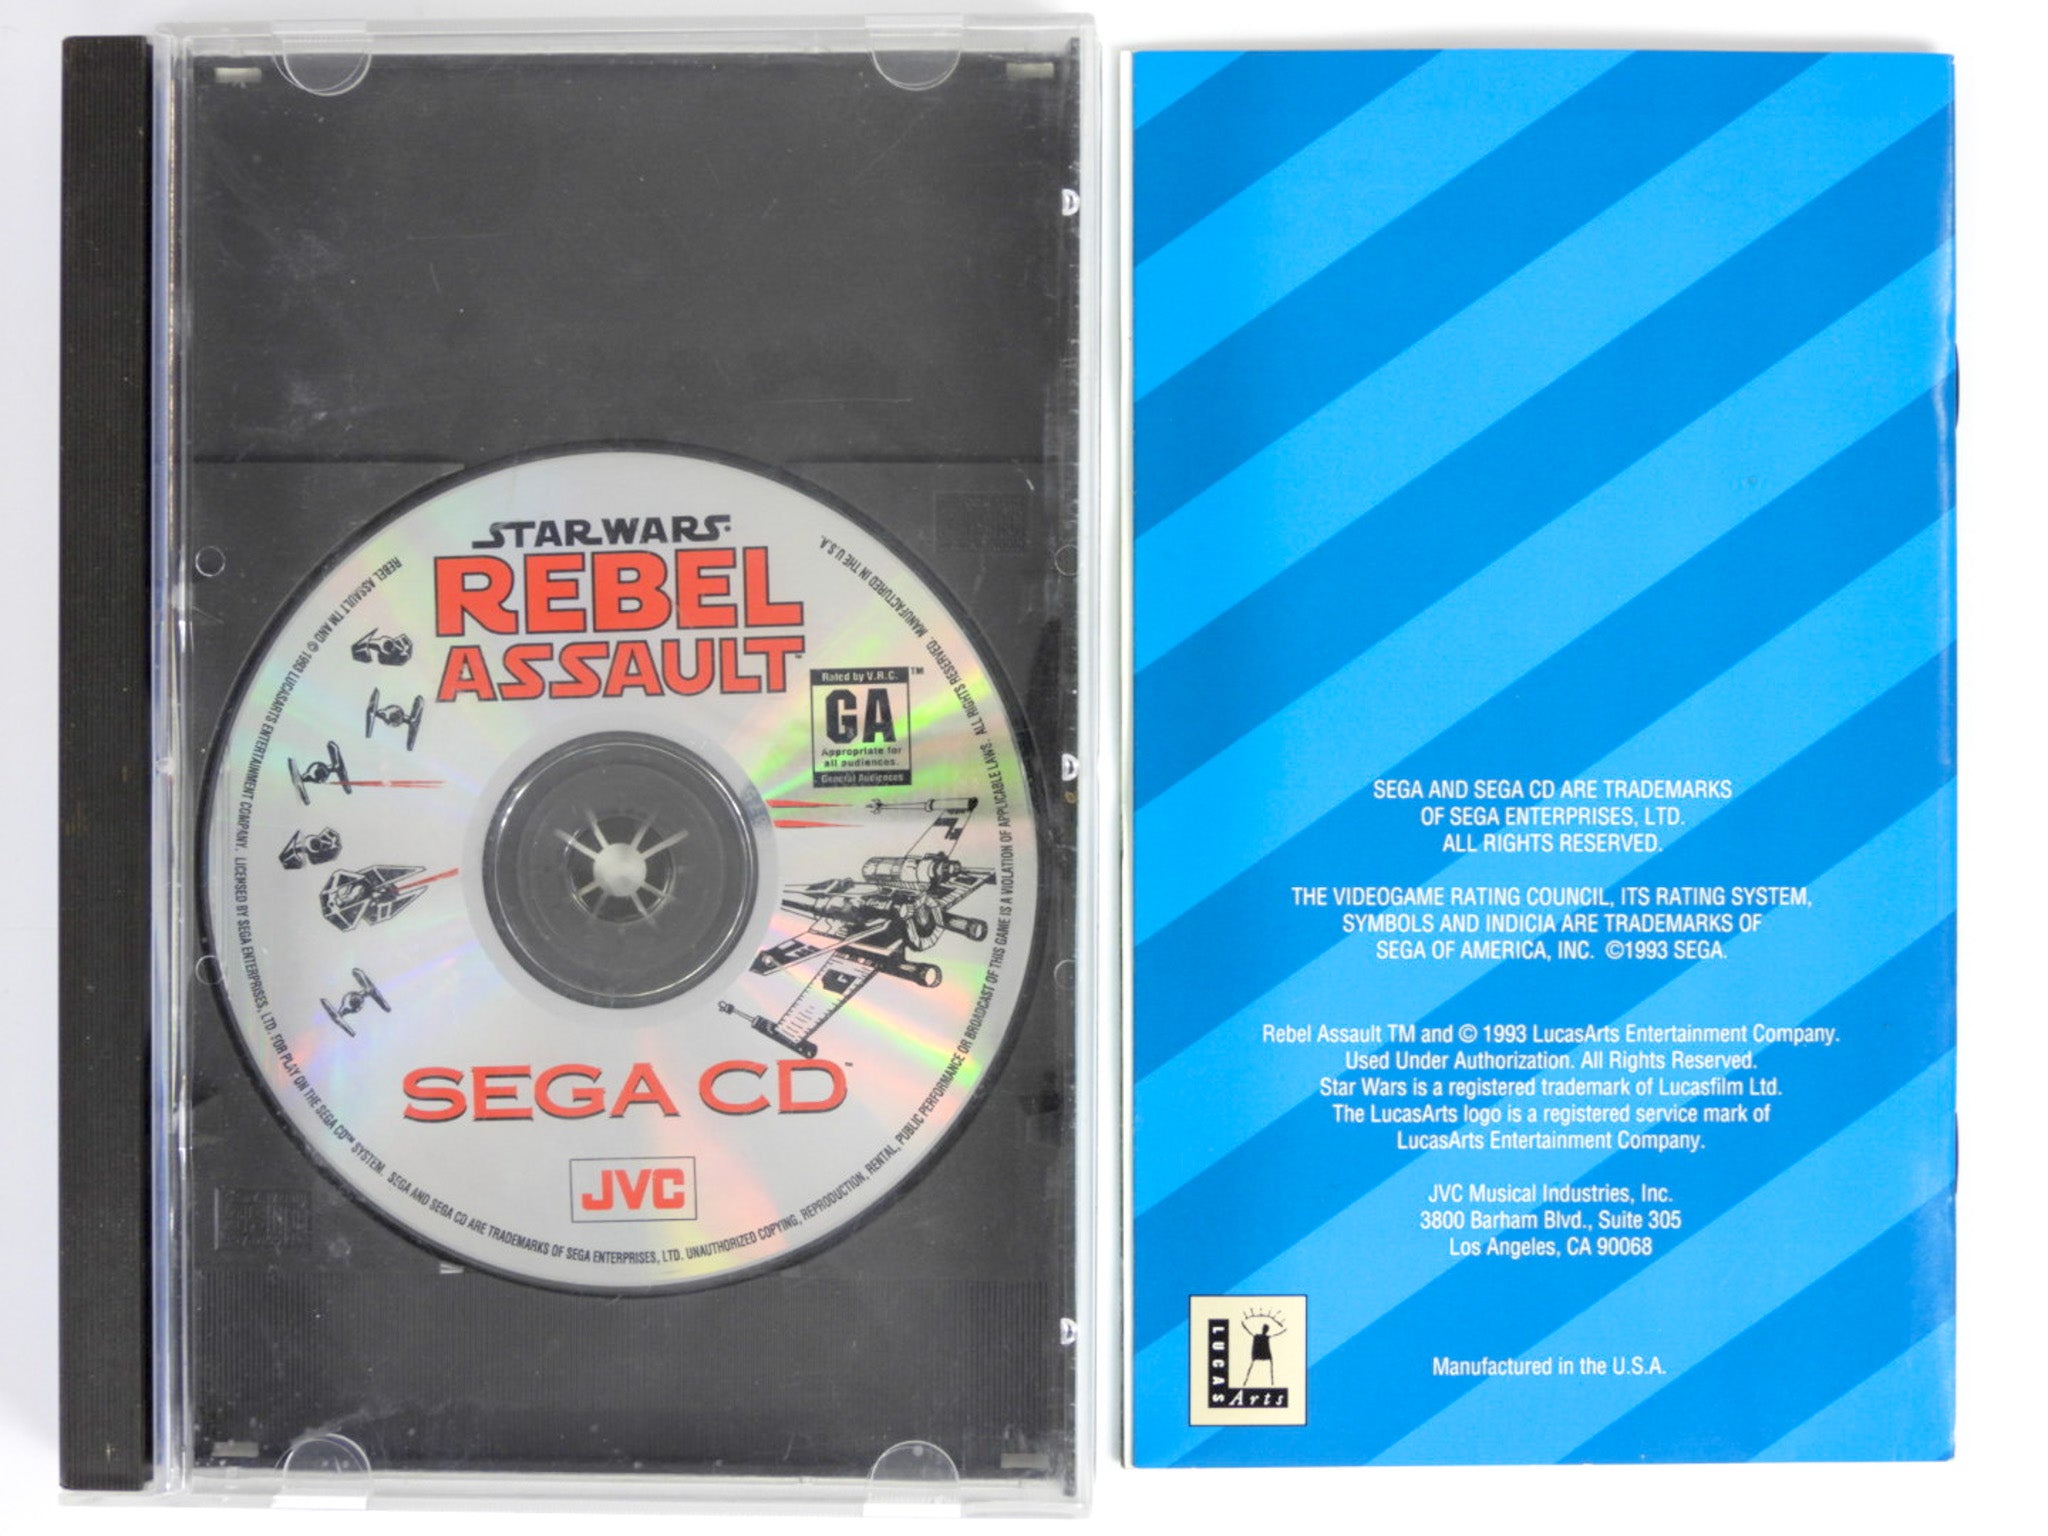 STAR WARS
REBEL
ASSAULT™
Rated by V.R.C. ™
GA
Appropriate for
all audiences.
General Audiences
SEGA CD™
JVC
REBEL ASSAULT TM AND © 1993 LUCASARTS ENTERTAINMENT COMPANY. LICENSED BY SEGA ENTERPRISES, LTD. FOR PLAY ON THE SEGA CD™ SYSTEM. SEGA AND SEGA CD ARE TRADEMARKS OF SEGA ENTERPRISES, LTD. UNAUTHORIZED COPYING, REPRODUCTION, RENTAL, PUBLIC PERFORMANCE OR BROADCAST OF THIS GAME IS A VIOLATION OF APPLICABLE LAWS. ALL RIGHTS RESERVED. MANUFACTURED IN THE U.S.A.
SEGA AND SEGA CD ARE TRADEMARKS
OF SEGA ENTERPRISES, LTD.
ALL RIGHTS RESERVED.
THE VIDEOGAME RATING COUNCIL, ITS RATING SYSTEM,
SYMBOLS AND INDICIA ARE TRADEMARKS OF
SEGA OF AMERICA, INC. ©1993 SEGA.
Rebel Assault TM and © 1993 LucasArts Entertainment Company.
Used Under Authorization. All Rights Reserved.
Star Wars is a registered trademark of Lucasfilm Ltd.
The LucasArts logo is a registered service mark of
LucasArts Entertainment Company.
JVC Musical Industries, Inc.
3800 Barham Blvd., Suite 305
Los Angeles, CA 90068
LUCAS
Arts
Manufactured in the U.S.A.